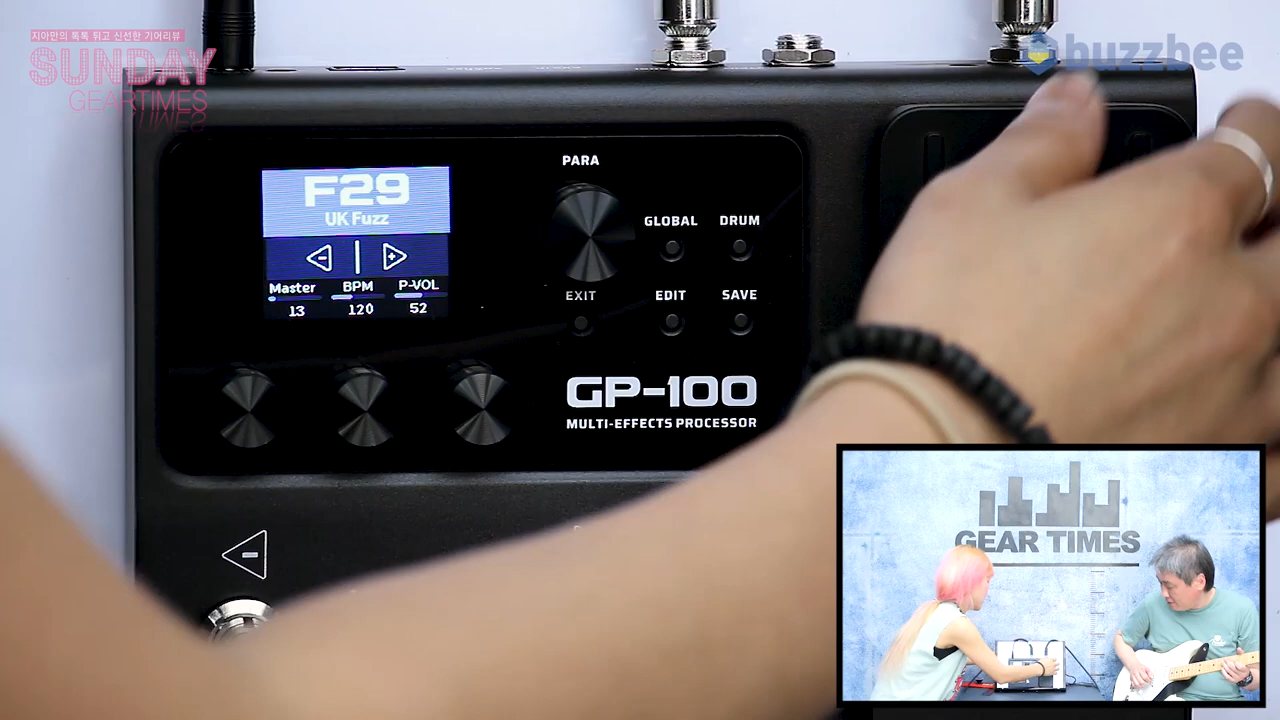 지아만의 톡톡 튀고 신선한 기어리뷰
SUNDAY
GEARTIMES
buzzbee
F29
UK Fuzz
Master BPM P-VOL
13 120 52
PARA
GLOBAL DRUM
EXIT EDIT SAVE
GP-100
MULTI-EFFECTS PROCESSOR
GEAR TIMES